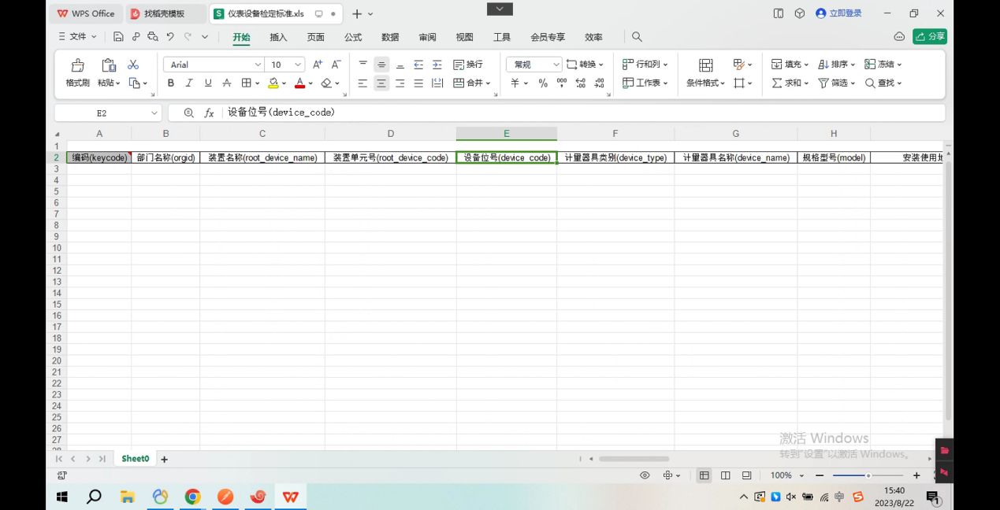 WPS Office 找稻壳模板 仪表设备检定标准.xls 立即登录
文件 开始 插入 页面 公式 数据 审阅 视图 工具 会员专享 效率 分享
Arial 10 A+ A- 换行 常规 转换 行和列 填充 排序 冻结
格式刷 粘贴 B I U A 合并 % 工作表 条件格式 求和 筛选 查找
E2 fx 设备位号(device_code)
A B C D E F G H
1
2 编码(keycode) 部门名称(orgid) 装置名称(root_device_name) 装置单元号(root_device_code) 设备位号(device_code) 计量器具类别(device_type) 计量器具名称(device_name) 规格型号(model) 安装使用
3
4
5
6
7
8
9
10
11
12
13
14
15
16
17
18
19
20
21
22
23
24
25
26
27
28
激活 Windows
转到"设置"以激活 Windows。
Sheet0
100%
中 15:40
2023/8/22 1